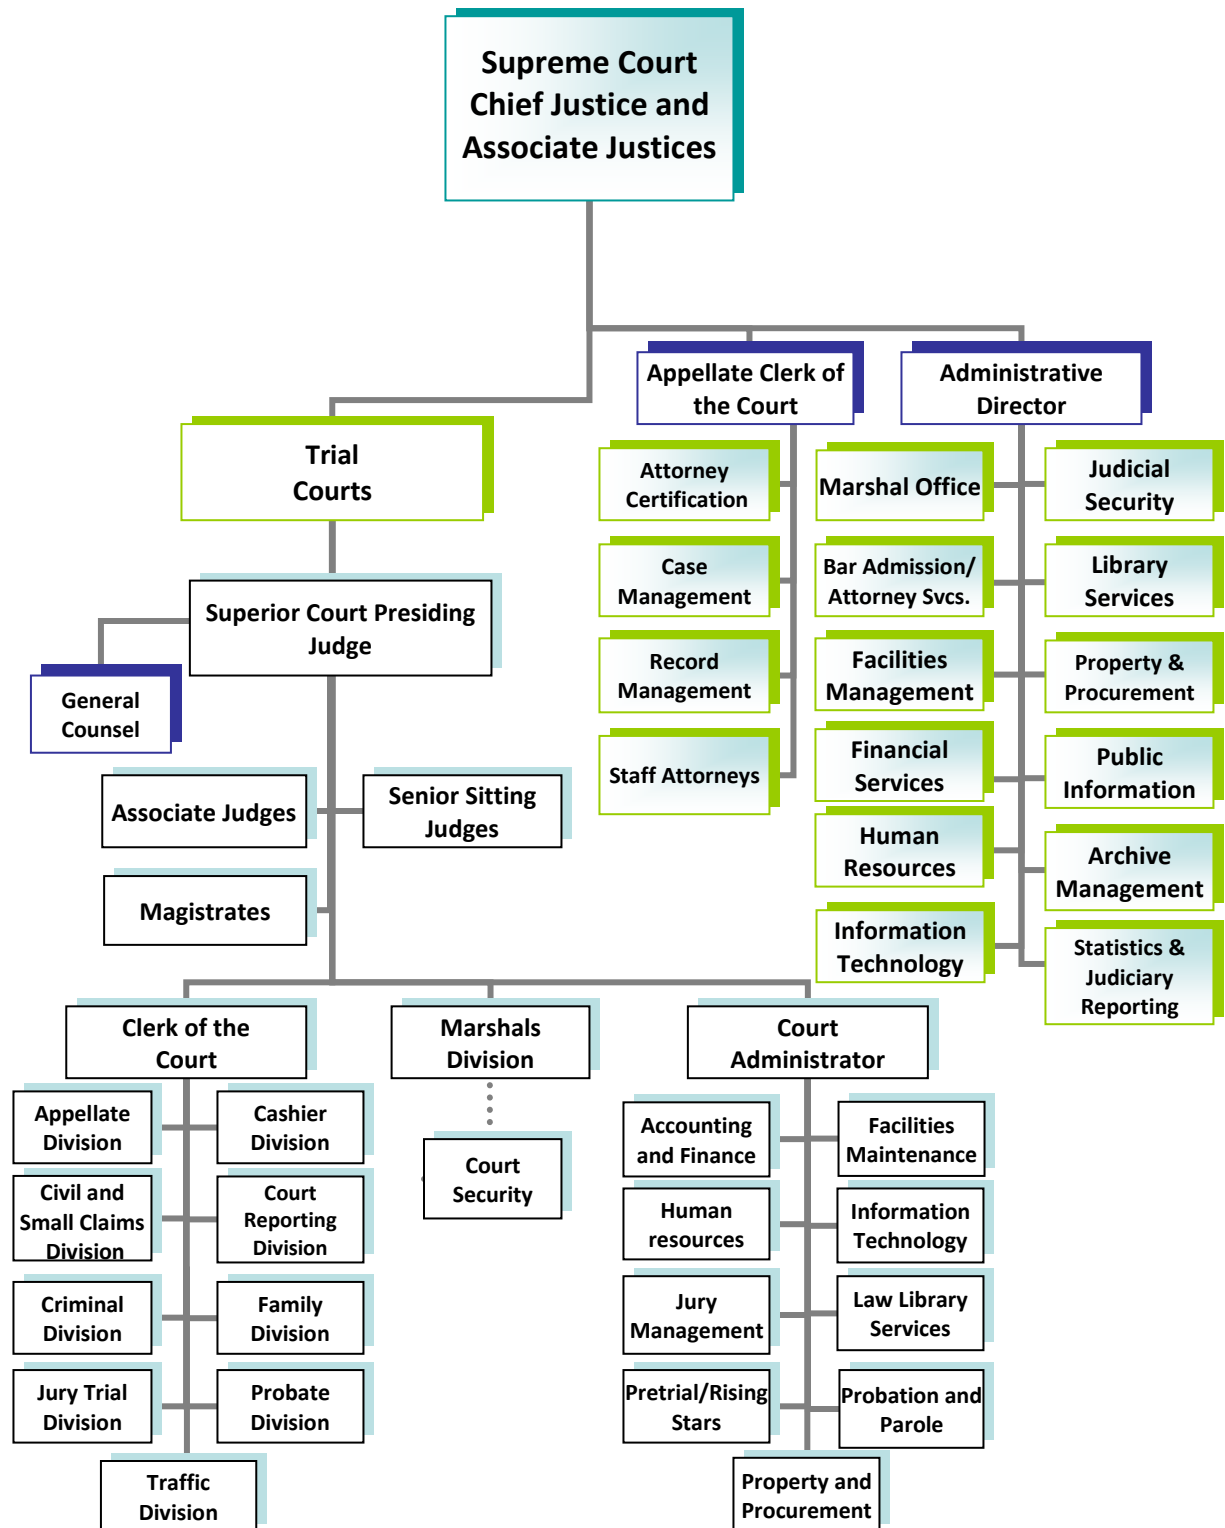 Supreme Court
Chief Justice and
Associate Justices
Appellate Clerk of
the Court
Administrative
Director
Trial
Courts
Attorney
Certification
Marshal Office
Judicial
Security
Case
Management
Bar Admission/
Attorney Svcs.
Library
Services
Superior Court Presiding
Judge
Record
Management
Facilities
Management
Property &
Procurement
General
Counsel
Staff Attorneys
Financial
Services
Public
Information
Associate Judges
Senior Sitting
Judges
Human
Resources
Archive
Management
Magistrates
Information
Technology
Statistics &
Judiciary
Reporting
Clerk of the
Court
Marshals
Division
Court
Administrator
Appellate
Division
Cashier
Division
Civil and
Small Claims
Division
Court
Reporting
Division
Criminal
Division
Family
Division
Jury Trial
Division
Probate
Division
Traffic
Division
Court
Security
Accounting
and Finance
Facilities
Maintenance
Human
resources
Information
Technology
Jury
Management
Law Library
Services
Pretrial/Rising
Stars
Probation and
Parole
Property and
Procurement